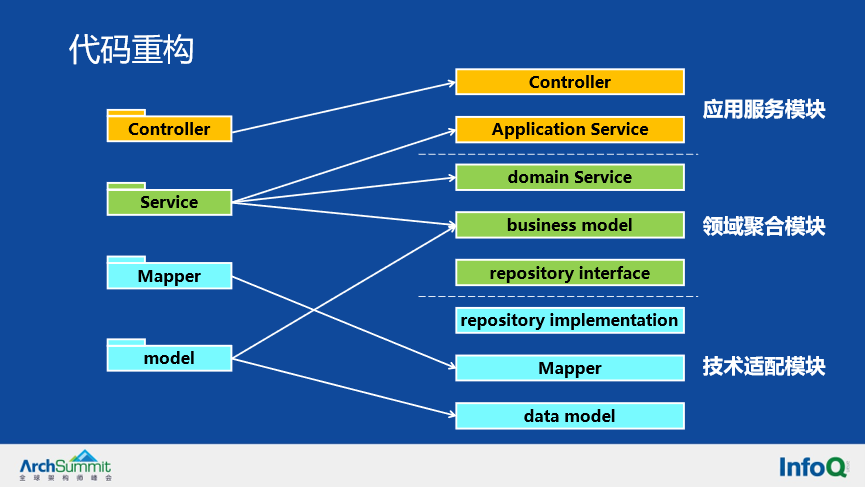 代码重构
Controller
Service
Mapper
model
Controller
Application Service
应用服务模块
domain Service
business model
repository interface
领域聚合模块
repository implementation
Mapper
data model
技术适配模块
ArchSummit
全球架构师峰会
InfoQ